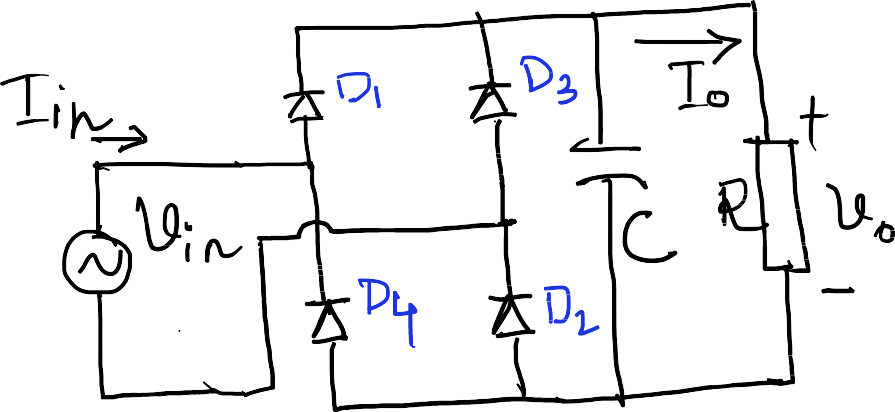 D1
D3
Iin
Io
+
Vin
R
vo
C
D4
D2
−